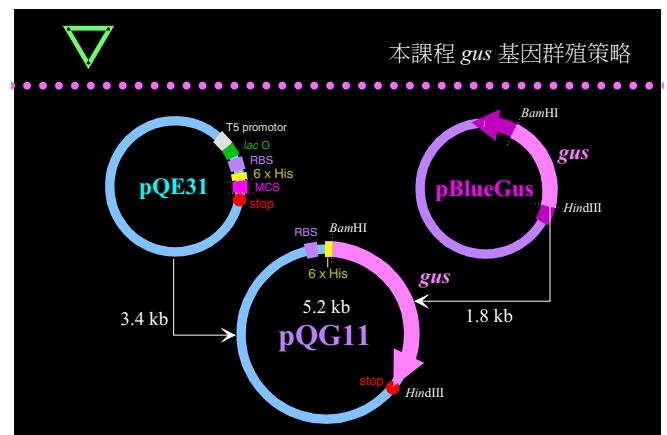 本課程 gus 基因群殖策略
T5 promotor
lac O
RBS
6 x His
MCS
stop
pQE31
BamHI
gus
pBlueGus
HindIII
RBS
BamHI
6 x His
gus
5.2 kb
pQG11
3.4 kb
1.8 kb
stop
HindIII